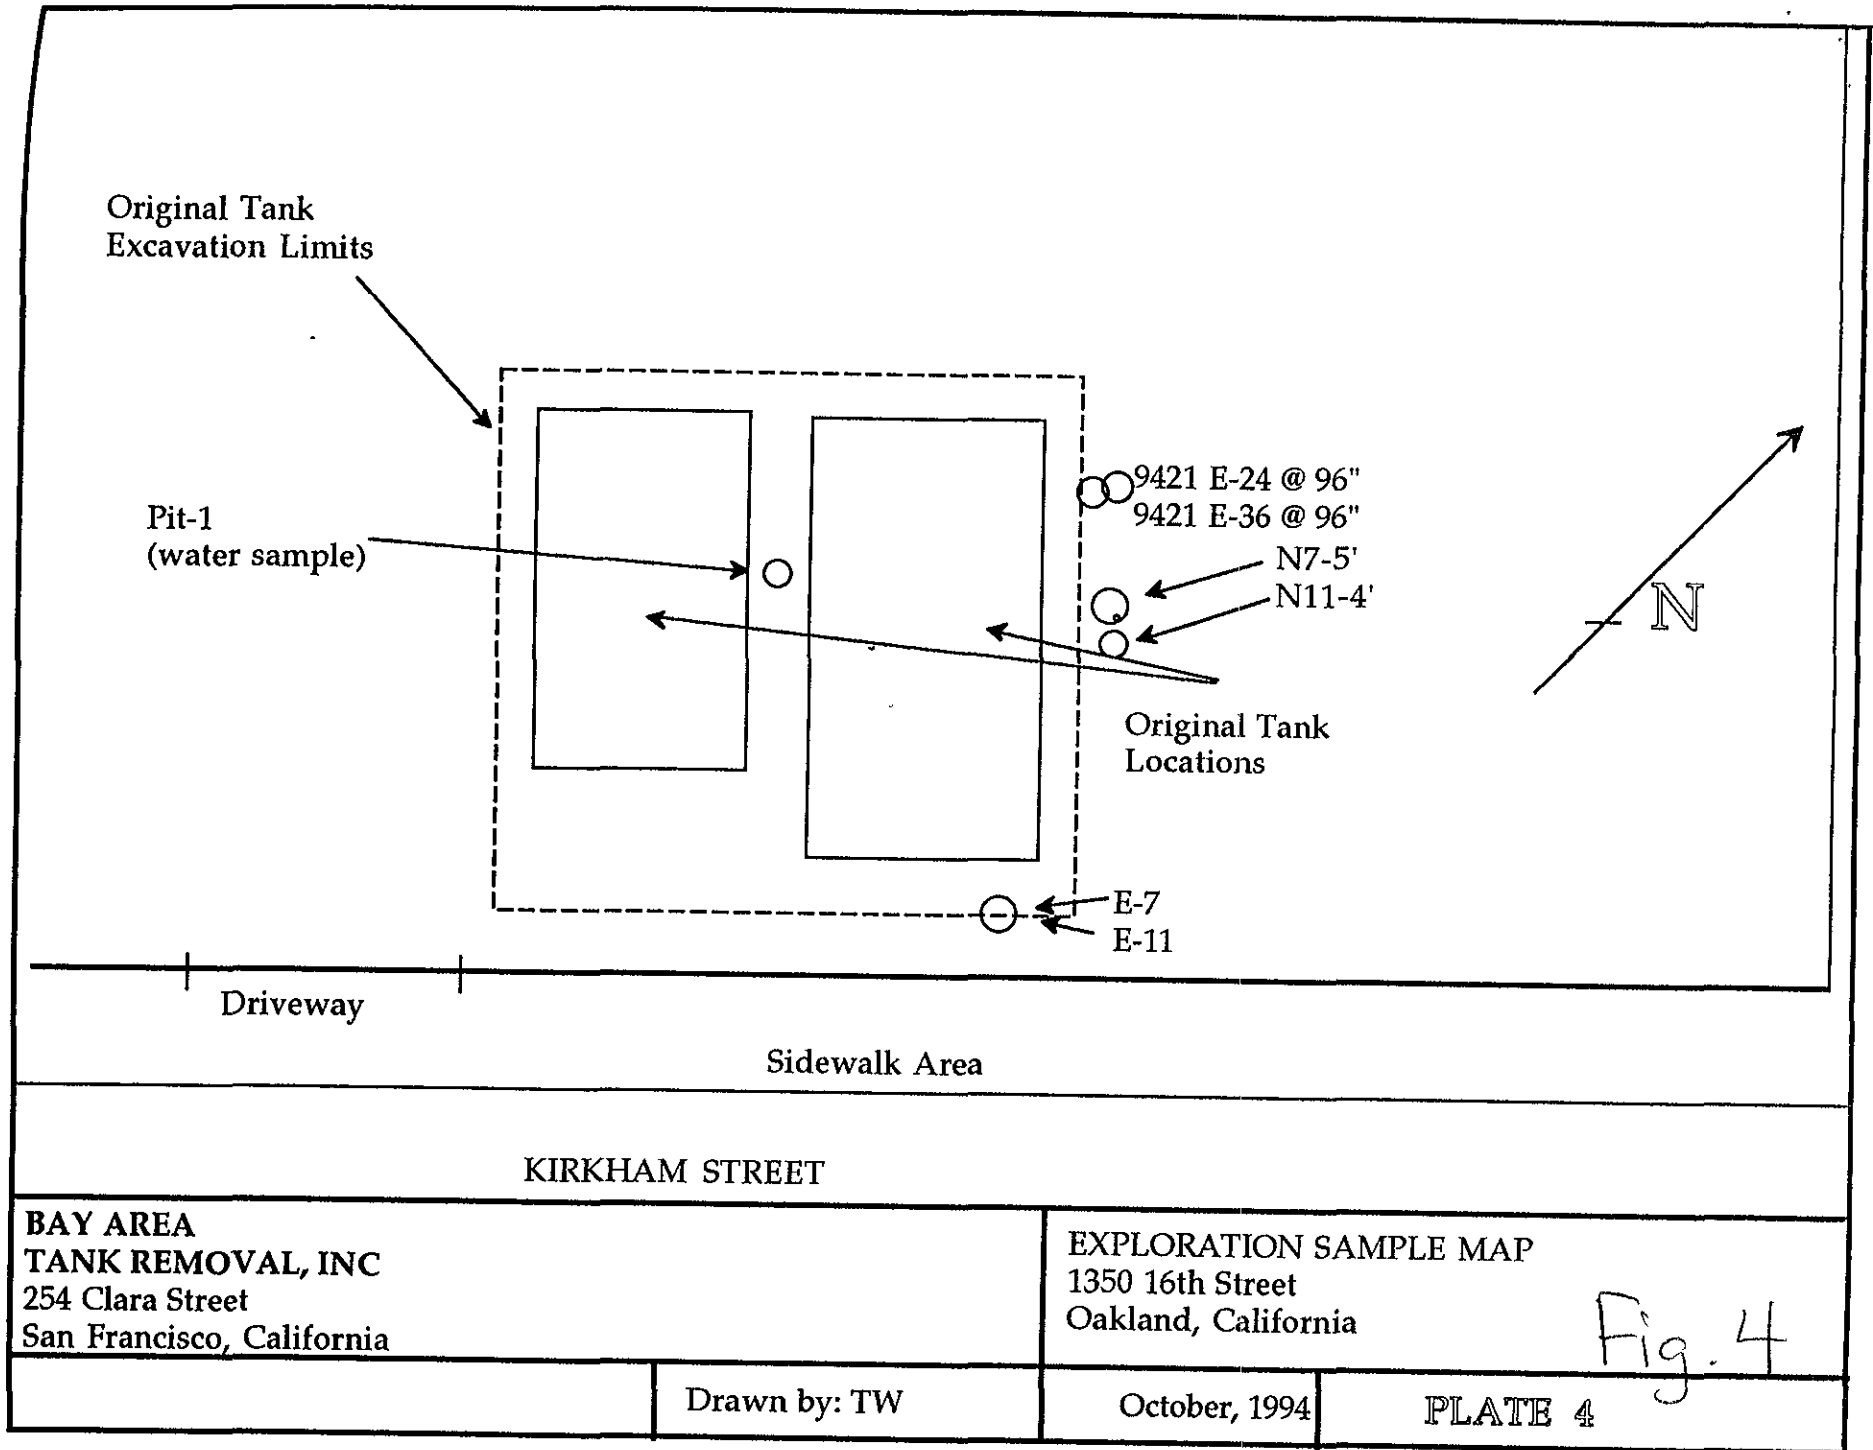 Original Tank
Excavation Limits
Pit-1
(water sample)
9421 E-24 @ 96"
9421 E-36 @ 96"
N7-5'
N11-4'
N
Original Tank
Locations
E-7
E-11
Driveway
Sidewalk Area
KIRKHAM STREET
BAY AREA
TANK REMOVAL, INC
254 Clara Street
San Francisco, California
EXPLORATION SAMPLE MAP
1350 16th Street
Oakland, California
Fig. 4
Drawn by: TW
October, 1994
PLATE 4